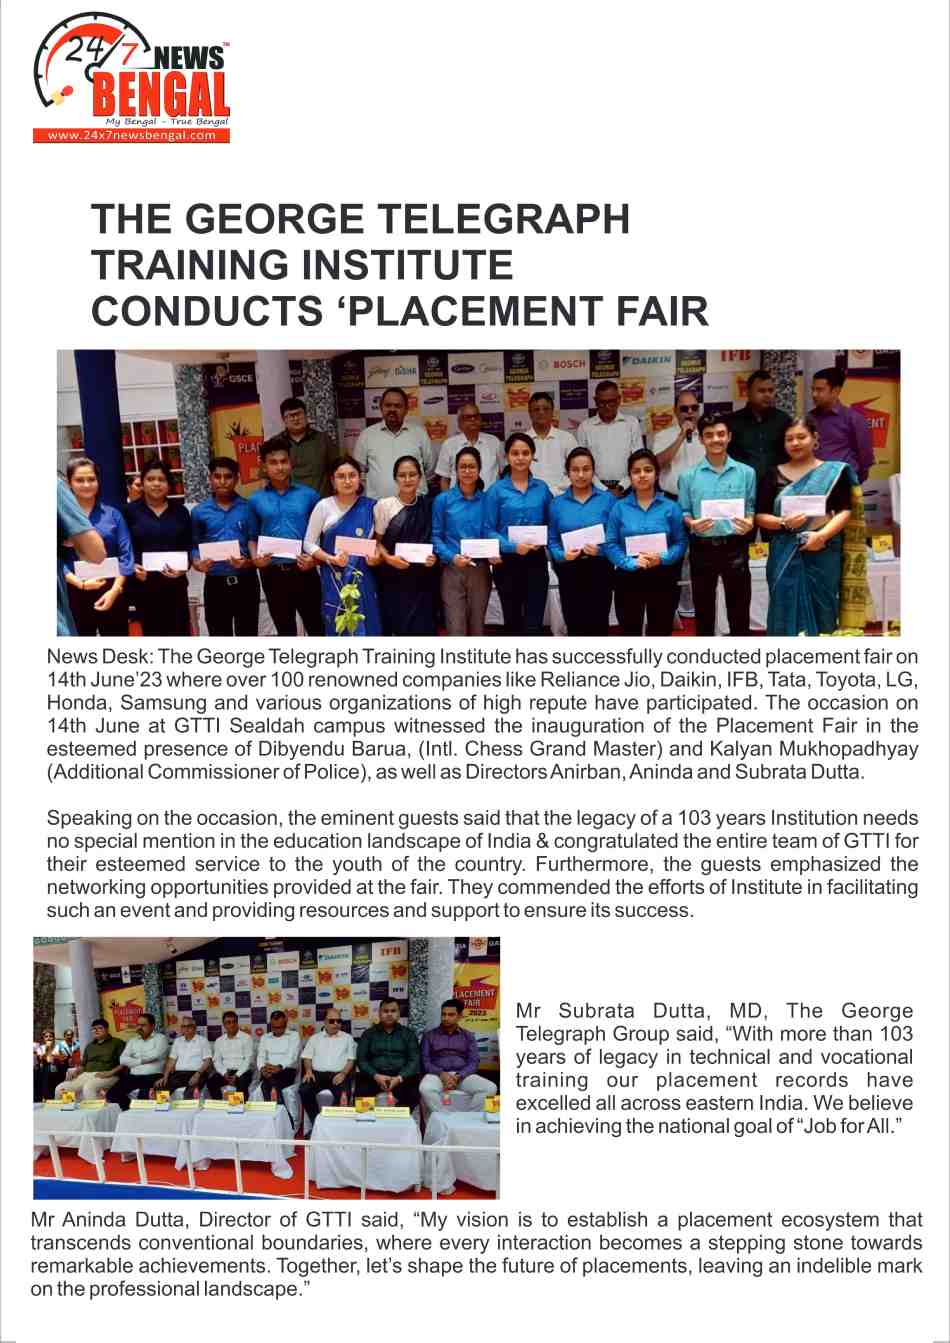 24/7 NEWS
BENGAL
My Bengal - True Bengal
www.24x7newsbengal.com
THE GEORGE TELEGRAPH
TRAINING INSTITUTE
CONDUCTS ‘PLACEMENT FAIR
GSCE
GEORGE TELEGRAPH
BOSCH
DAIKIN
IFB
News Desk: The George Telegraph Training Institute has successfully conducted placement fair on
14th June’23 where over 100 renowned companies like Reliance Jio, Daikin, IFB, Tata, Toyota, LG,
Honda, Samsung and various organizations of high repute have participated. The occasion on
14th June at GTTI Sealdah campus witnessed the inauguration of the Placement Fair in the
esteemed presence of Dibyendu Barua, (Intl. Chess Grand Master) and Kalyan Mukhopadhyay
(Additional Commissioner of Police), as well as Directors Anirban, Aninda and Subrata Dutta.
Speaking on the occasion, the eminent guests said that the legacy of a 103 years Institution needs
no special mention in the education landscape of India & congratulated the entire team of GTTI for
their esteemed service to the youth of the country. Furthermore, the guests emphasized the
networking opportunities provided at the fair. They commended the efforts of Institute in facilitating
such an event and providing resources and support to ensure its success.
DAIKIN
IFB
PLACEMENT
FAIR
2023
Mr Subrata Dutta, MD, The George
Telegraph Group said, “With more than 103
years of legacy in technical and vocational
training our placement records have
excelled all across eastern India. We believe
in achieving the national goal of “Job for All.”
Mr Aninda Dutta, Director of GTTI said, “My vision is to establish a placement ecosystem that
transcends conventional boundaries, where every interaction becomes a stepping stone towards
remarkable achievements. Together, let’s shape the future of placements, leaving an indelible mark
on the professional landscape.”